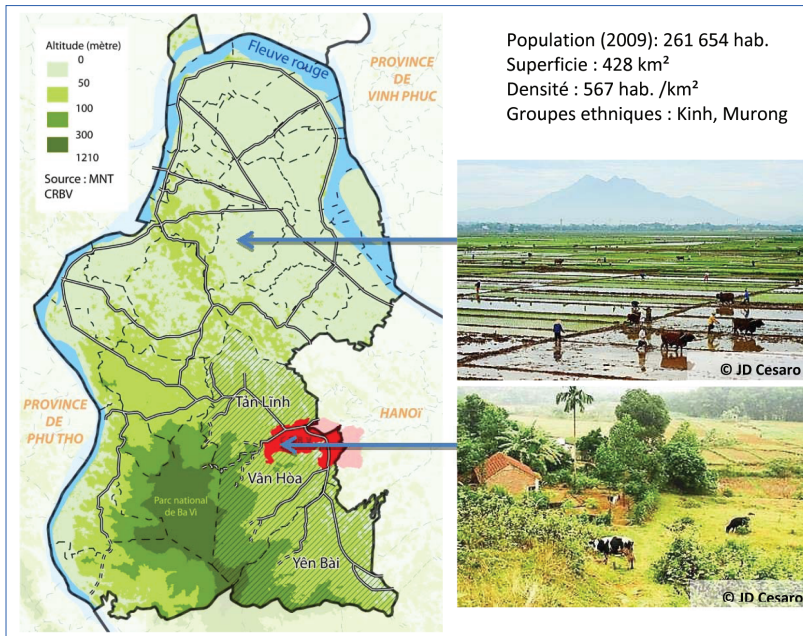 Altitude (mètre)
0
50
100
300
1210
Source : MNT
CRBV
Fleuve rouge
PROVINCE
DE
VINH PHUC
Population (2009): 261 654 hab.
Superficie : 428 km²
Densité : 567 hab. /km²
Groupes ethniques : Kinh, Murong
© JD Cesaro
Tản Lĩnh
HANOÏ
PROVINCE
DE
PHU THO
Vân Hòa
Parc national
de Ba Vì
Yên Bài
© JD Cesaro